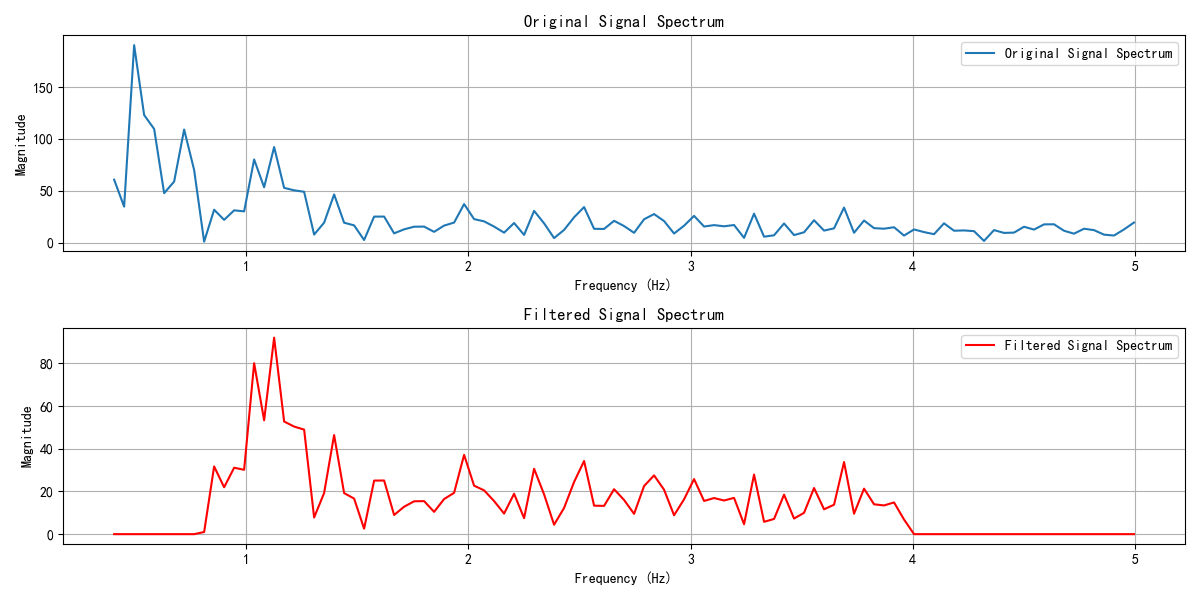 Original Signal Spectrum
Original Signal Spectrum
Magnitude
150
100
50
0
1 2 3 4 5
Frequency (Hz)
Filtered Signal Spectrum
Filtered Signal Spectrum
Magnitude
80
60
40
20
0
1 2 3 4 5
Frequency (Hz)